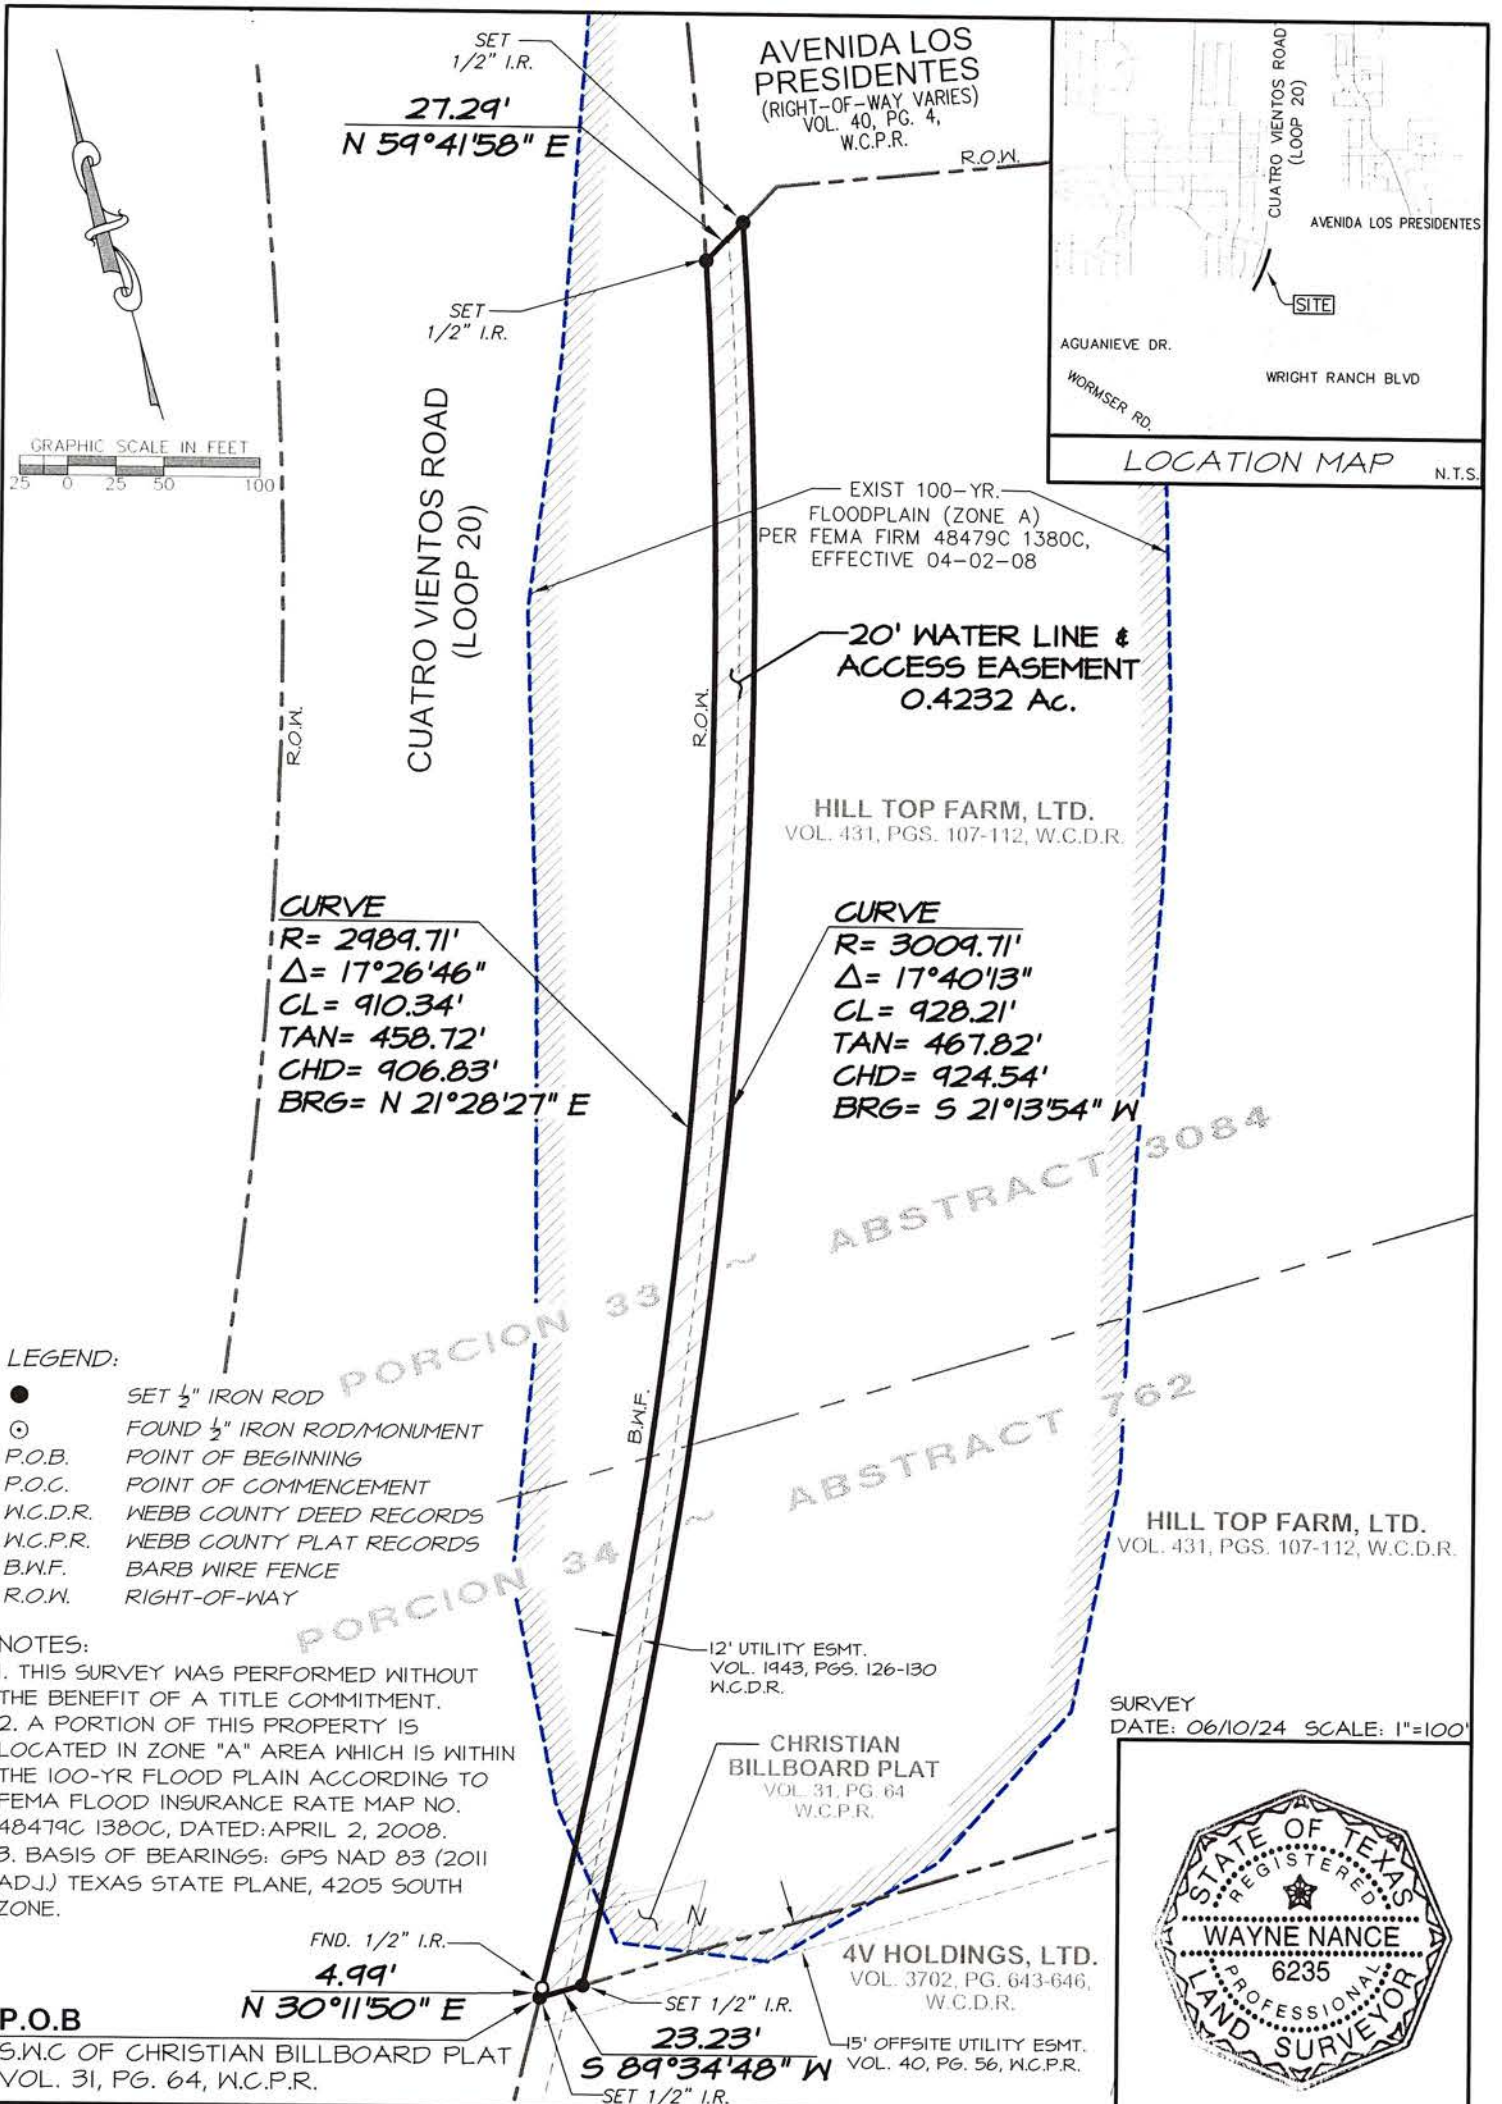 SET
1/2" I.R.
27.29'
N 59°41'58" E
AVENIDA LOS
PRESIDENTES
(RIGHT-OF-WAY VARIES)
VOL. 40, PG. 4,
W.C.P.R.
R.O.W.
CUATRO VIENTOS ROAD
(LOOP 20)
AVENIDA LOS PRESIDENTES
SITE
AGUANIEVE DR.
WORMSER RD.
WRIGHT RANCH BLVD
LOCATION MAP N.T.S.
SET
1/2" I.R.
GRAPHIC SCALE IN FEET
25 0 25 50 100
CUATRO VIENTOS ROAD
(LOOP 20)
R.O.W.
R.O.W.
EXIST 100-YR.
FLOODPLAIN (ZONE A)
PER FEMA FIRM 48479C 1380C,
EFFECTIVE 04-02-08
20' WATER LINE &
ACCESS EASEMENT
0.4232 Ac.
HILL TOP FARM, LTD.
VOL. 431, PGS. 107-112, W.C.D.R.
CURVE
R= 2989.71'
Δ= 17°26'46"
CL= 910.34'
TAN= 458.72'
CHD= 906.83'
BRG= N 21°28'27" E
CURVE
R= 3009.71'
Δ= 17°40'13"
CL= 928.21'
TAN= 467.82'
CHD= 924.54'
BRG= S 21°13'54" W
PORCION 33 ~ ABSTRACT 3084
PORCION 34 ~ ABSTRACT 762
B.W.F.
LEGEND:
SET ½" IRON ROD
FOUND ½" IRON ROD/MONUMENT
P.O.B. POINT OF BEGINNING
P.O.C. POINT OF COMMENCEMENT
W.C.D.R. WEBB COUNTY DEED RECORDS
W.C.P.R. WEBB COUNTY PLAT RECORDS
B.W.F. BARB WIRE FENCE
R.O.W. RIGHT-OF-WAY
HILL TOP FARM, LTD.
VOL. 431, PGS. 107-112, W.C.D.R.
NOTES:
. THIS SURVEY WAS PERFORMED WITHOUT
THE BENEFIT OF A TITLE COMMITMENT.
2. A PORTION OF THIS PROPERTY IS
LOCATED IN ZONE "A" AREA WHICH IS WITHIN
THE 100-YR FLOOD PLAIN ACCORDING TO
FEMA FLOOD INSURANCE RATE MAP NO.
48479C 1380C, DATED:APRIL 2, 2008.
3. BASIS OF BEARINGS: GPS NAD 83 (2011
ADJ.) TEXAS STATE PLANE, 4205 SOUTH
ZONE.
12' UTILITY ESMT.
VOL. 1943, PGS. 126-130
W.C.D.R.
CHRISTIAN
BILLBOARD PLAT
VOL. 31, PG. 64
W.C.P.R.
N
SURVEY
DATE: 06/10/24 SCALE: 1"=100'
STATE OF TEXAS
REGISTERED
WAYNE NANCE
6235
PROFESSIONAL
LAND SURVEYOR
FND. 1/2" I.R.
4.99'
N 30°11'50" E
P.O.B
S.W.C OF CHRISTIAN BILLBOARD PLAT
VOL. 31, PG. 64, W.C.P.R.
4V HOLDINGS, LTD.
VOL. 3702, PG. 643-646,
W.C.D.R.
SET 1/2" I.R.
23.23'
S 89°34'48" W
SET 1/2" I.R.
15' OFFSITE UTILITY ESMT.
VOL. 40, PG. 56, W.C.P.R.